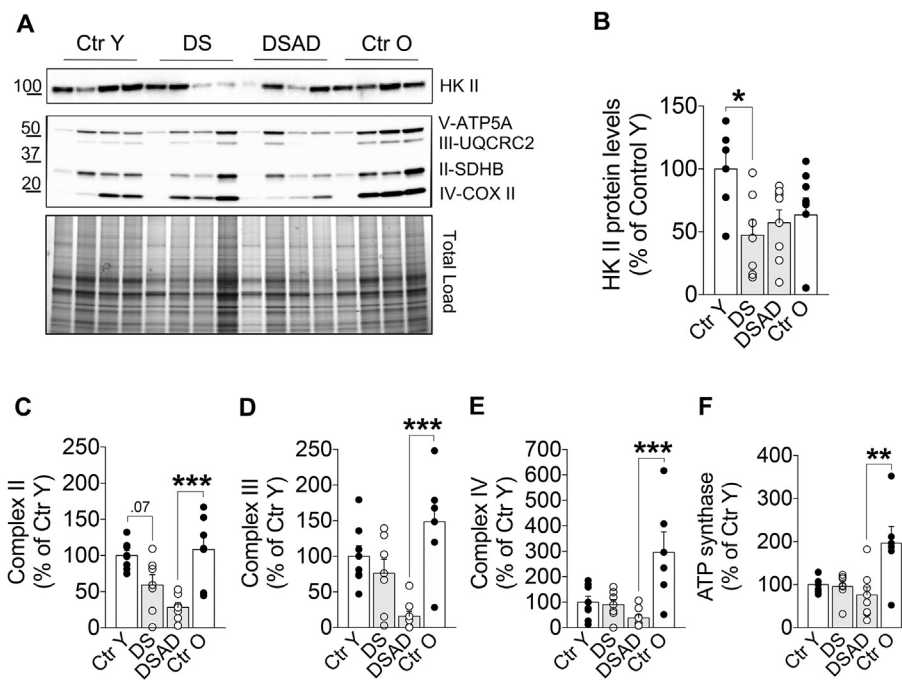 A
Ctr Y DS DSAD Ctr O
100
HK II
50
37
20
V-ATP5A
III-UQCRC2
II-SDHB
IV-COX II
Total Load
B
HK II protein levels
(% of Control Y)
150
100
50
0
*
Ctr Y
DS
DSAD
Ctr O
C
Complex II
(% of Ctr Y)
250
200
150
100
50
0
.07
***
Ctr Y
DS
DSAD
Ctr O
D
Complex III
(% of Ctr Y)
250
200
150
100
50
0
***
Ctr Y
DS
DSAD
Ctr O
E
Complex IV
(% of Ctr Y)
700
600
500
400
300
200
100
0
***
Ctr Y
DS
DSAD
Ctr O
F
ATP synthase
(% of Ctr Y)
400
300
200
100
0
**
Ctr Y
DS
DSAD
Ctr O